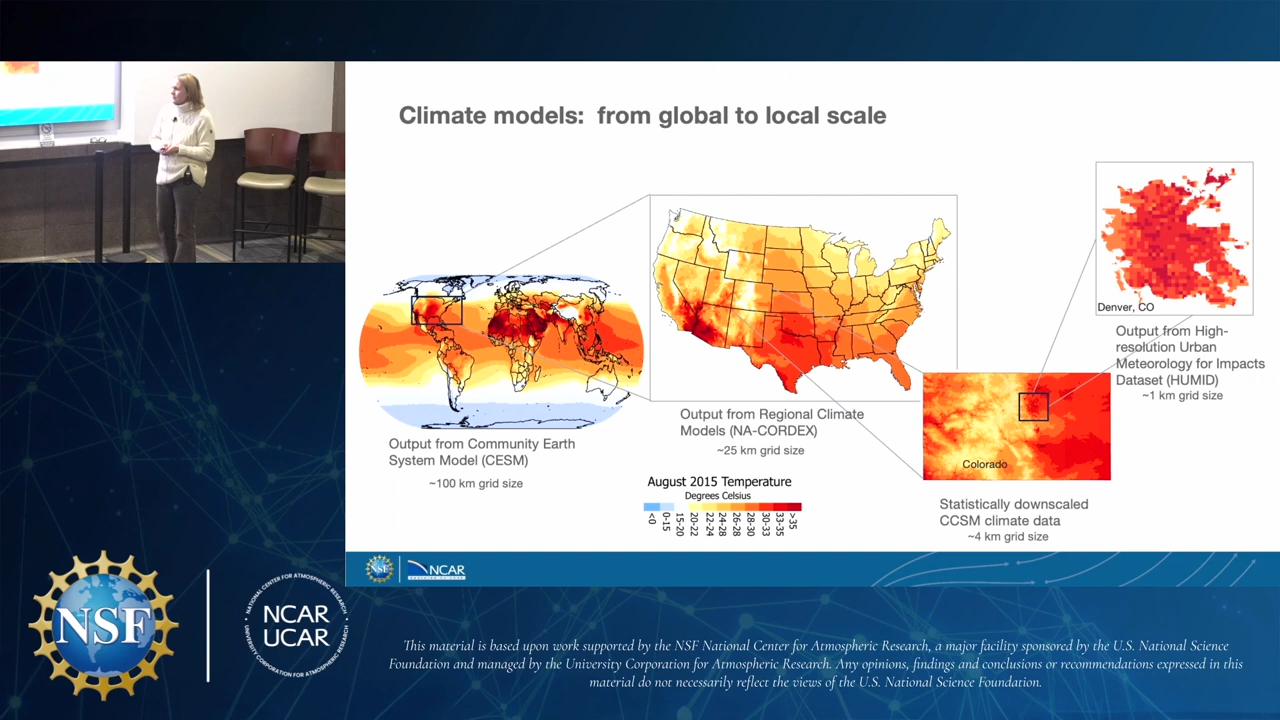 Climate models:  from global to local scale
Denver, CO
Output from High-
resolution Urban
Meteorology for Impacts
Dataset (HUMID)
~1 km grid size
Output from Regional Climate
Models (NA-CORDEX)
~25 km grid size
Output from Community Earth
System Model (CESM)
~100 km grid size
Colorado
Statistically downscaled
CCSM climate data
~4 km grid size
August 2015 Temperature
Degrees Celsius
<0
0-15
15-20
20-22
22-24
24-28
26-28
28-30
30-33
33-35
>35
NCAR
NSF
NATIONAL CENTER FOR ATMOSPHERIC RESEARCH
NCAR
UCAR
UNIVERSITY CORPORATION FOR ATMOSPHERIC RESEARCH
This material is based upon work supported by the NSF National Center for Atmospheric Research, a major facility sponsored by the U.S. National Science
Foundation and managed by the University Corporation for Atmospheric Research. Any opinions, findings and conclusions or recommendations expressed in this
material do not necessarily reflect the views of the U.S. National Science Foundation.